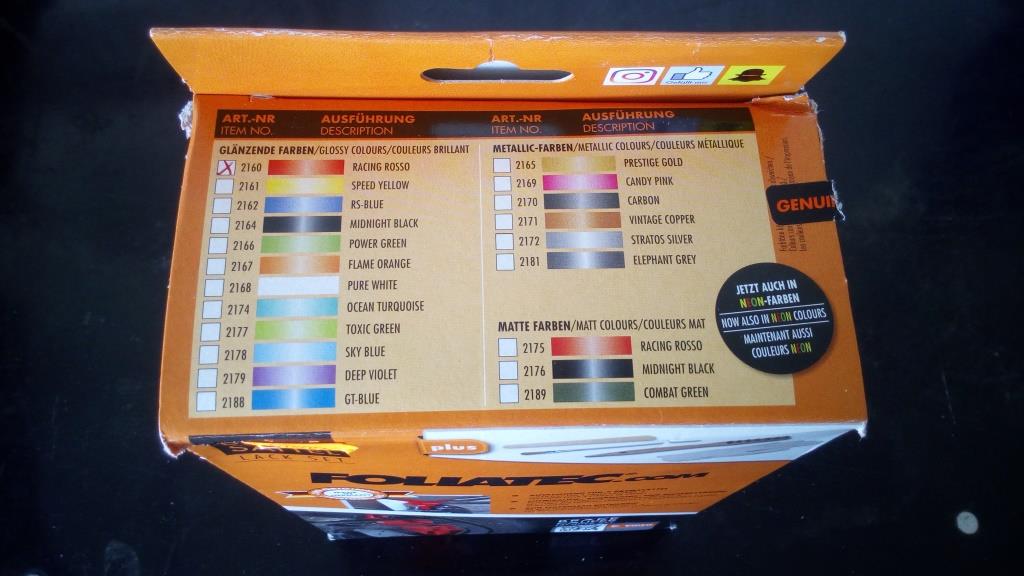 ART.-NR AUSFÜHRUNG
ITEM NO. DESCRIPTION
GLÄNZENDE FARBEN/GLOSSY COLOURS/COULEURS BRILLANT
X 2160 RACING ROSSO
2161 SPEED YELLOW
2162 RS-BLUE
2164 MIDNIGHT BLACK
2166 POWER GREEN
2167 FLAME ORANGE
2168 PURE WHITE
2174 OCEAN TURQUOISE
2177 TOXIC GREEN
2178 SKY BLUE
2179 DEEP VIOLET
2188 GT-BLUE
ART.-NR AUSFÜHRUNG
ITEM NO. DESCRIPTION
METALLIC-FARBEN/METALLIC COLOURS/COULEURS MÉTALLIQUE
2165 PRESTIGE GOLD
2169 CANDY PINK
2170 CARBON
2171 VINTAGE COPPER
2172 STRATOS SILVER
2181 ELEPHANT GREY
MATTE FARBEN/MATT COLOURS/COULEURS MAT
2175 RACING ROSSO
2176 MIDNIGHT BLACK
2189 COMBAT GREEN
GENUI
JETZT AUCH IN
NEON-FARBEN
NOW ALSO IN NEON COLOURS
MAINTENANT AUSSI
COULEURS NEON
plus
LACK SET
FOLIATEC.com